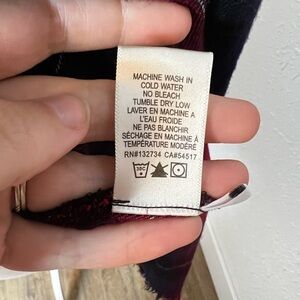 MACHINE WASH IN
COLD WATER
NO BLEACH
TUMBLE DRY LOW
LAVER EN MACHINE A
L'EAU FROIDE
NE PAS BLANCHIR
SÉCHAGE EN MACHINE À
TEMPÉRATURE MODÉRÉ
RN#132734 CA#54517
30C